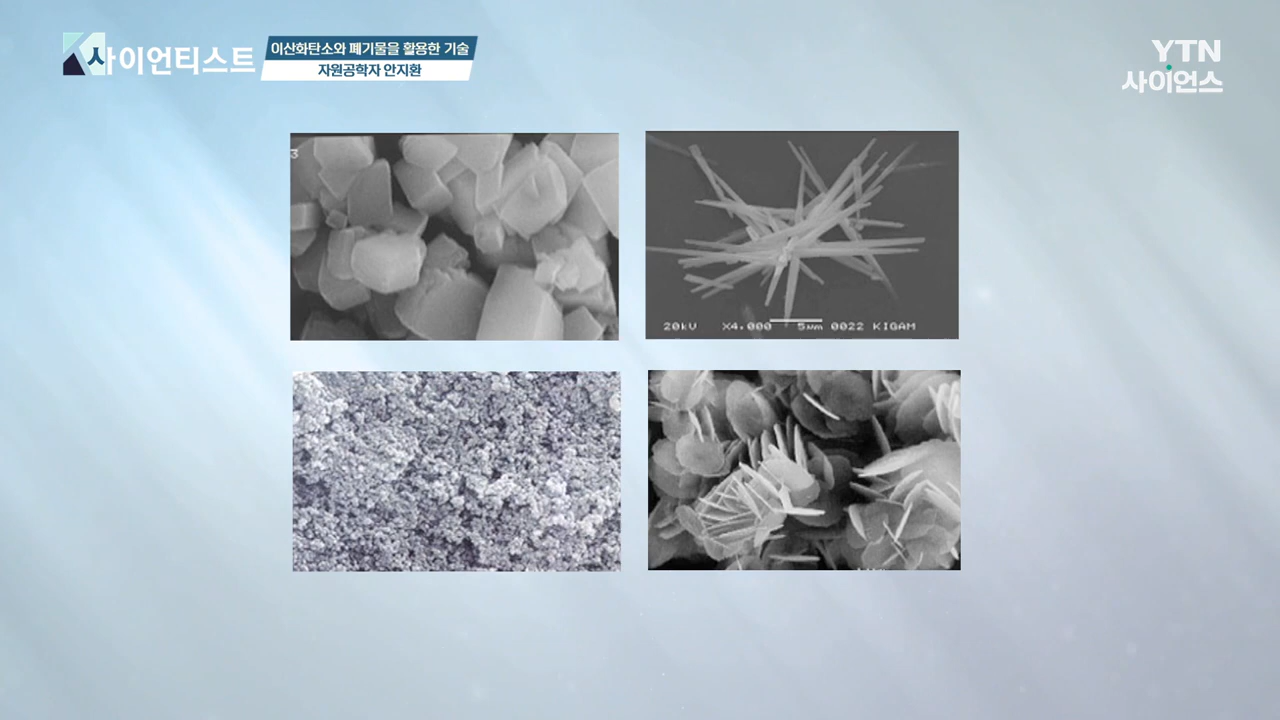 사이언티스트
이산화탄소와 폐기물을 활용한 기술
자원공학자 안지환
YTN
사이언스
3
20kV X4.000 5μm 0022 KIGAM